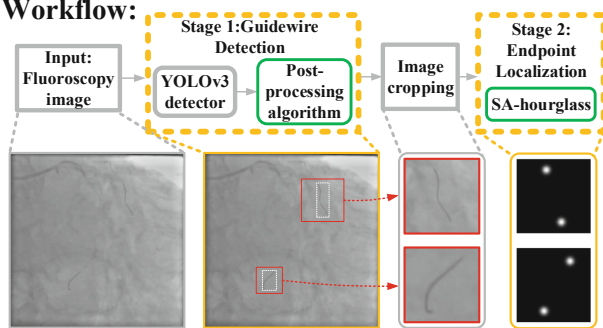 Workflow:
Input:
Fluoroscopy
image
Stage 1:Guidewire
Detection
YOLOv3
detector
Post-
processing
algorithm
Image
cropping
Stage 2:
Endpoint
Localization
SA-hourglass